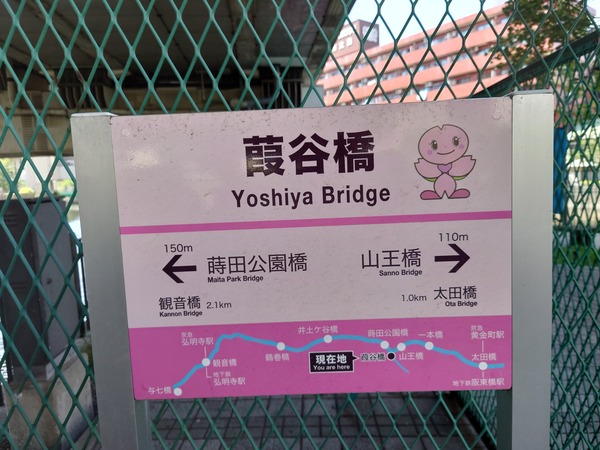 葭谷橋
Yoshiya Bridge
150m
蒔田公園橋
Maita Park Bridge
110m
山王橋
Sanno Bridge
観音橋 2.1km
Kannon Bridge
1.0km 太田橋
Ota Bridge
京急
弘明寺駅
観音橋
地下鉄
弘明寺駅
与七橋
鶴巻橋
井土ケ谷橋
現在地
You are here
葭谷橋
蒔田公園橋
山王橋
一本橋
京急
黄金町駅
太田橋
地下鉄 阪東橋駅